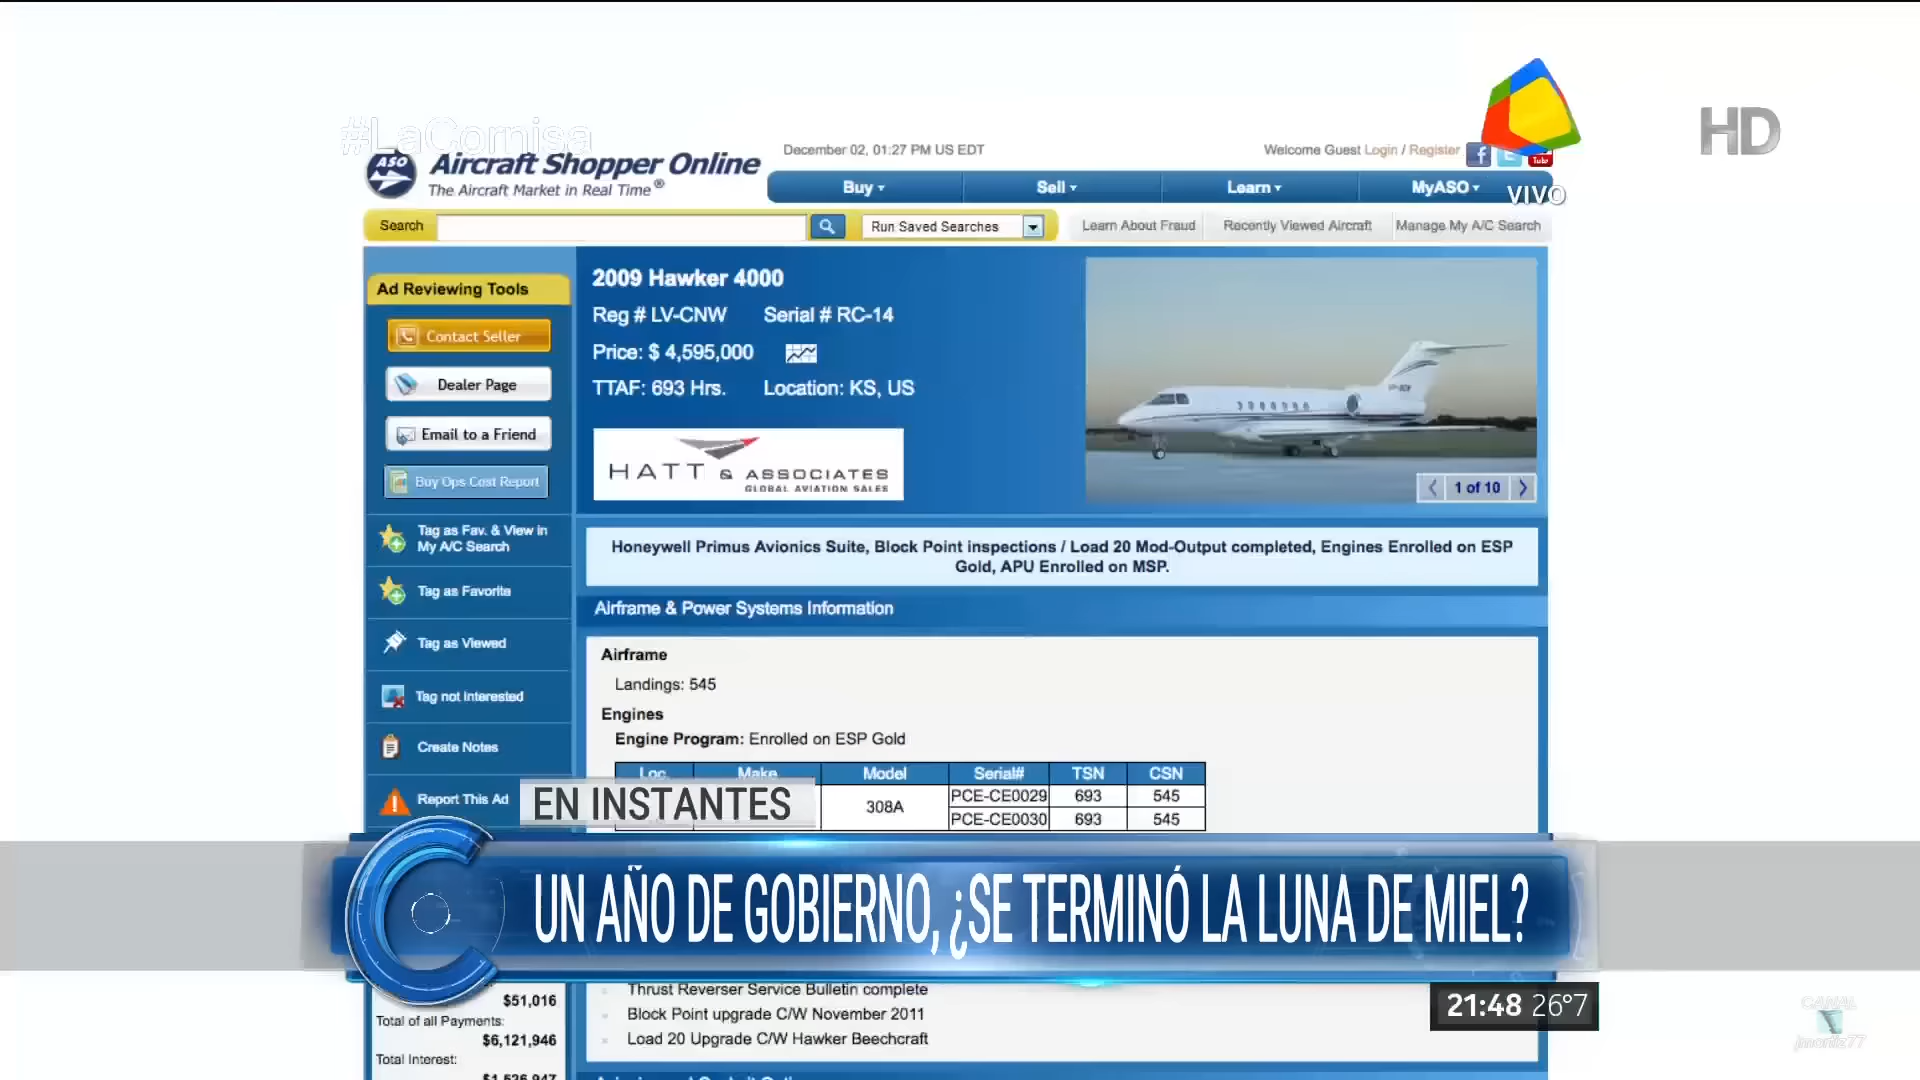 #LaCornisa
HD
ASO
Aircraft Shopper Online
The Aircraft Market in Real Time®
December 02, 01:27 PM US EDT
Welcome Guest Login / Register
f
Tube
VIVO
Buy
Sell
Learn
MyASO
Search
Run Saved Searches
Learn About Fraud
Recently Viewed Aircraft
Manage My A/C Search
Ad Reviewing Tools
Contact Seller
Dealer Page
Email to a Friend
Buy Ops Cost Report
Tag as Fav. & View in
My A/C Search
Tag as Favorite
Tag as Viewed
Tag not Interested
Create Notes
Report This Ad
2009 Hawker 4000
Reg # LV-CNW Serial # RC-14
Price: $ 4,595,000
TTAF: 693 Hrs. Location: KS, US
HATT & ASSOCIATES
GLOBAL AVIATION SALES
1 of 10
Honeywell Primus Avionics Suite, Block Point inspections / Load 20 Mod-Output completed, Engines Enrolled on ESP
Gold, APU Enrolled on MSP.
Airframe & Power Systems Information
Airframe
Landings: 545
Engines
Engine Program: Enrolled on ESP Gold
Loc. Make Model Serial# TSN CSN
308A
PCE-CE0029 693 545
PCE-CE0030 693 545
EN INSTANTES
UN AÑO DE GOBIERNO, ¿SE TERMINÓ LA LUNA DE MIEL?
$51,016
Total of all Payments:
$6,121,946
Total Interest:
$1,526,947
Thrust Reverser Service Bulletin complete
Block Point upgrade C/W November 2011
Load 20 Upgrade C/W Hawker Beechcraft
21:48 26°7
CANAL